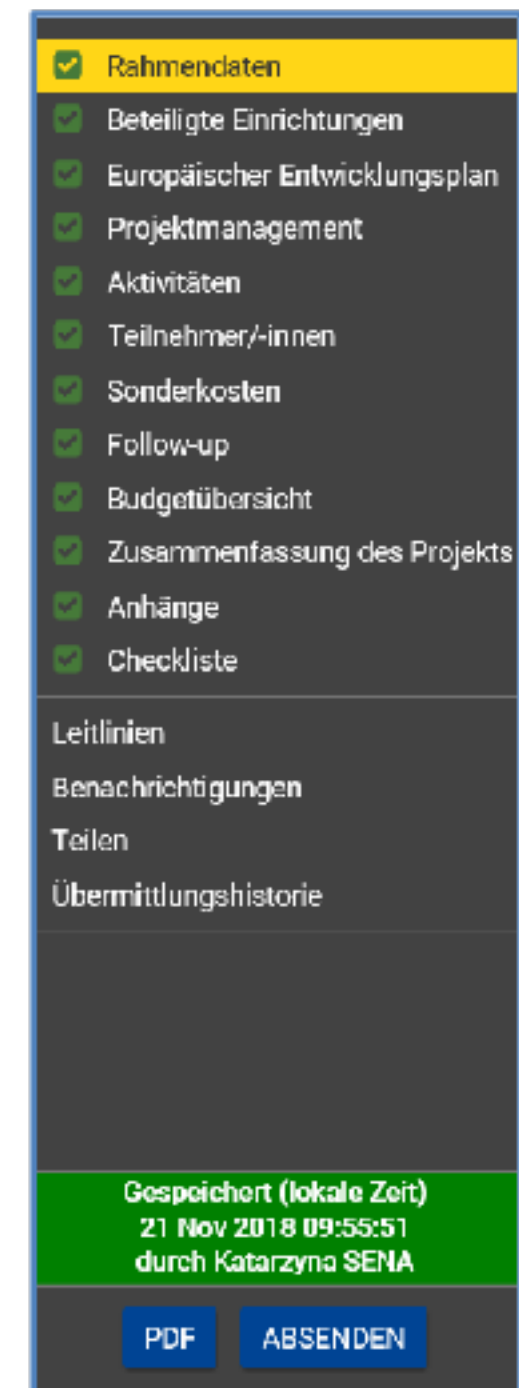 Rahmendaten
Beteiligte Einrichtungen
Europäischer Entwicklungsplan
Projektmanagement
Aktivitäten
Teilnehmer/-innen
Sonderkosten
Follow-up
Budgetübersicht
Zusammenfassung des Projekts
Anhänge
Checkliste
Leitlinien
Benachrichtigungen
Teilen
Übermittlungshistorie
Gespeichert (lokale Zeit)
21 Nov 2018 09:55:51
durch Katarzyna SENA
PDF ABSENDEN